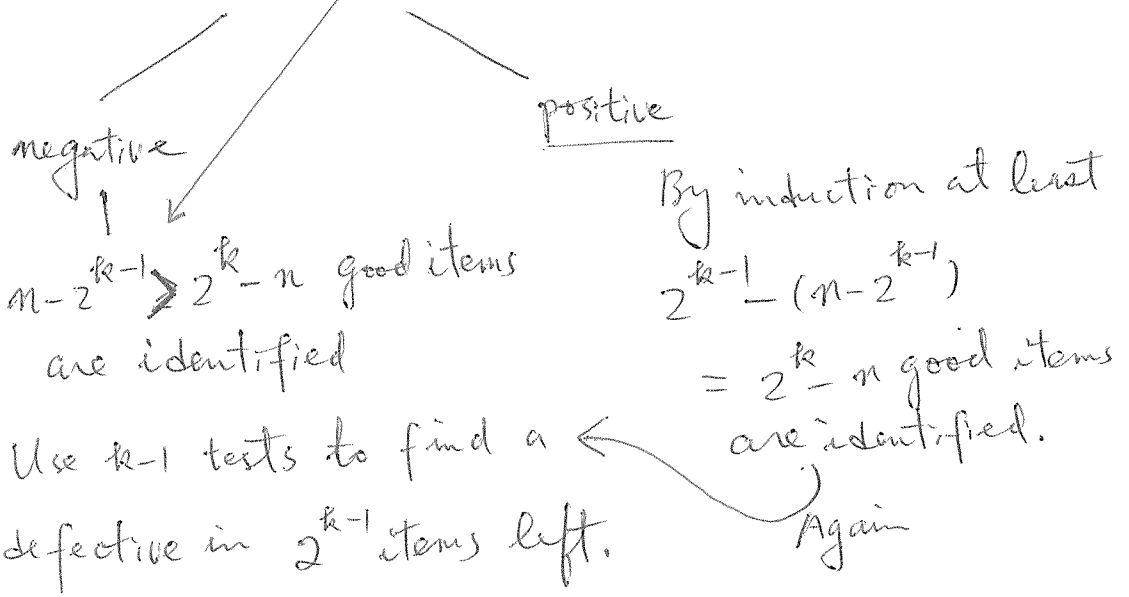 negative
n-2^{k-1} > 2^k - n good items
are identified
Use k-1 tests to find a
defective in 2^{k-1} items left.
positive
By induction at least
2^{k-1} - (n-2^{k-1})
= 2^k - n good items
are identified.
Again